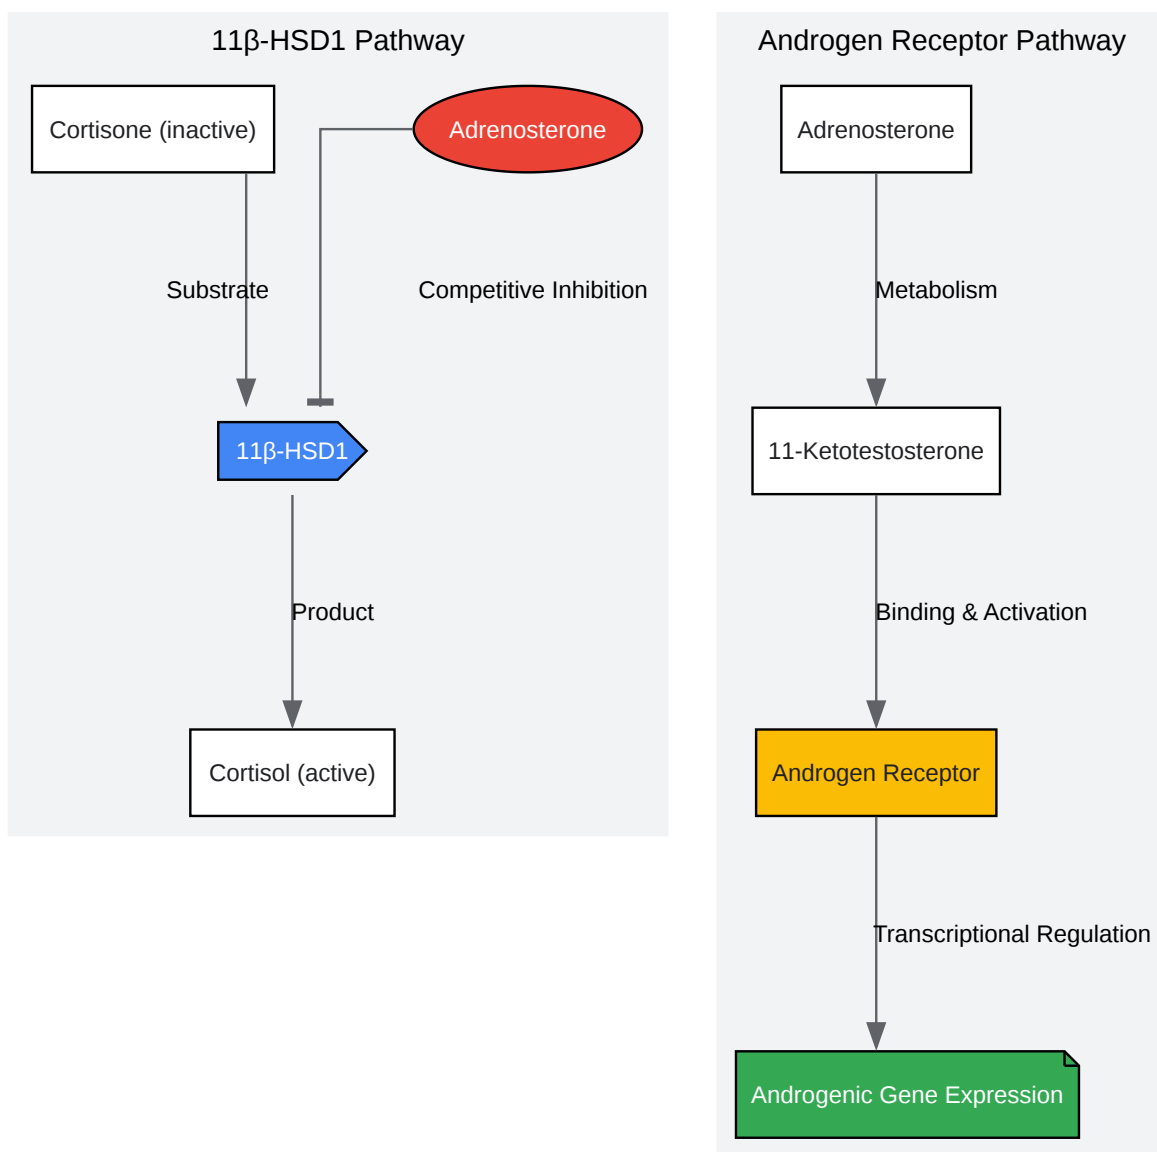 11β-HSD1 Pathway
Cortisone (inactive)
Adrenosterone
Substrate
Competitive Inhibition
11β-HSD1
Product
Cortisol (active)
Androgen Receptor Pathway
Adrenosterone
Metabolism
11-Ketotestosterone
Binding & Activation
Androgen Receptor
Transcriptional Regulation
Androgenic Gene Expression